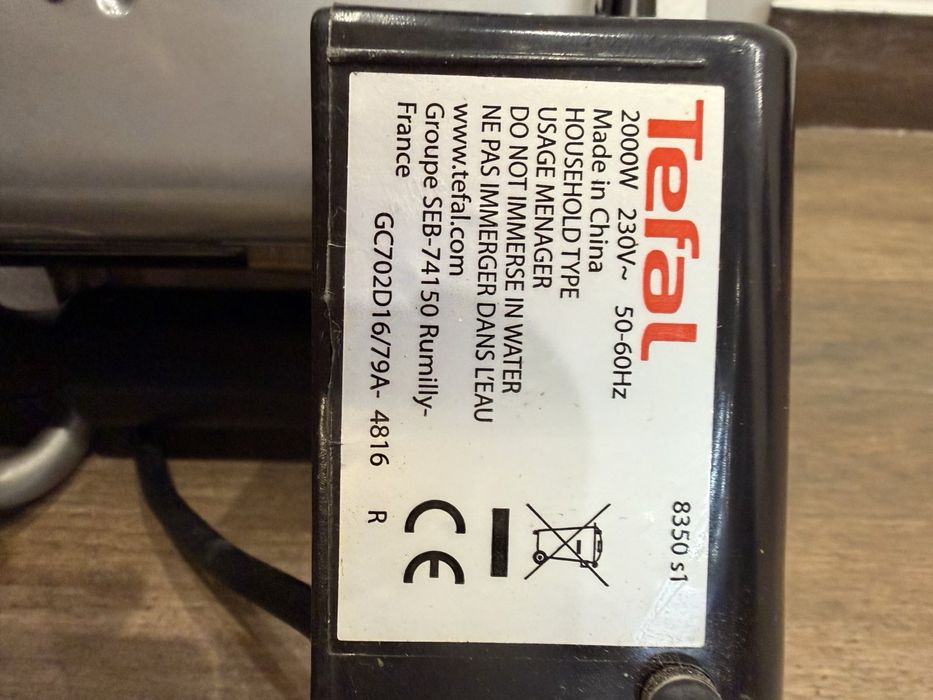 Tefal
8350 s1
2000W 230V~ 50-60Hz
Made in China
HOUSEHOLD TYPE
USAGE MENAGER
DO NOT IMMERSE IN WATER
NE PAS IMMERGER DANS L'EAU
www.tefal.com
Groupe SEB-74150 Rumilly-
France
GC702D16/79A- 4816 R
CE